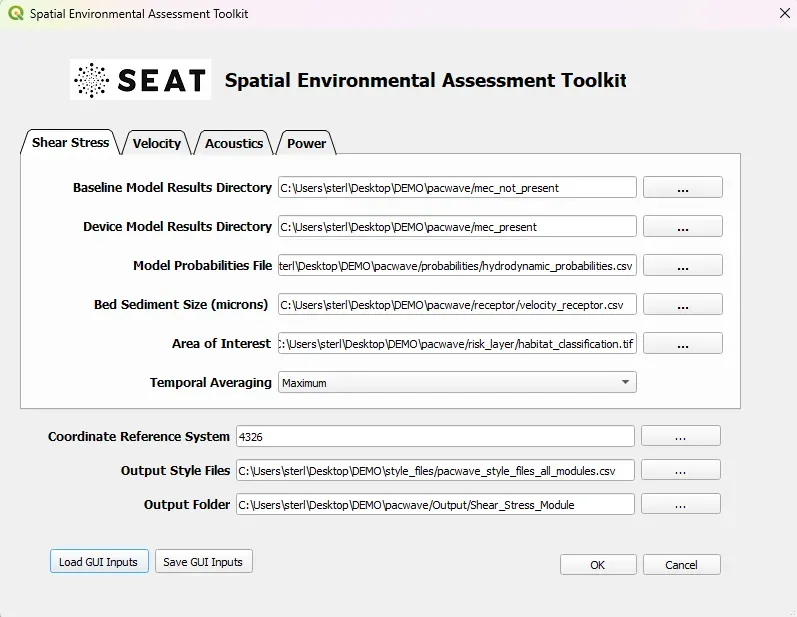 Spatial Environmental Assessment Toolkit
SEAT Spatial Environmental Assessment Toolkit
Shear Stress Velocity Acoustics Power
Baseline Model Results Directory C:\Users\sterl\Desktop\DEMO\pacwave/mec_not_present ...
Device Model Results Directory C:\Users\sterl\Desktop\DEMO\pacwave/mec_present ...
Model Probabilities File terl\Desktop\DEMO\pacwave/probabilities/hydrodynamic_probabilities.csv ...
Bed Sediment Size (microns) C:\Users\sterl\Desktop\DEMO\pacwave/receptor/velocity_receptor.csv ...
Area of Interest :\Users\sterl\Desktop\DEMO\pacwave/risk_layer/habitat_classification.tif ...
Temporal Averaging Maximum
Coordinate Reference System 4326 ...
Output Style Files C:\Users\sterl\Desktop\DEMO\style_files/pacwave_style_files_all_modules.csv ...
Output Folder C:\Users\sterl\Desktop\DEMO\pacwave/Output/Shear_Stress_Module ...
Load GUI Inputs Save GUI Inputs OK Cancel